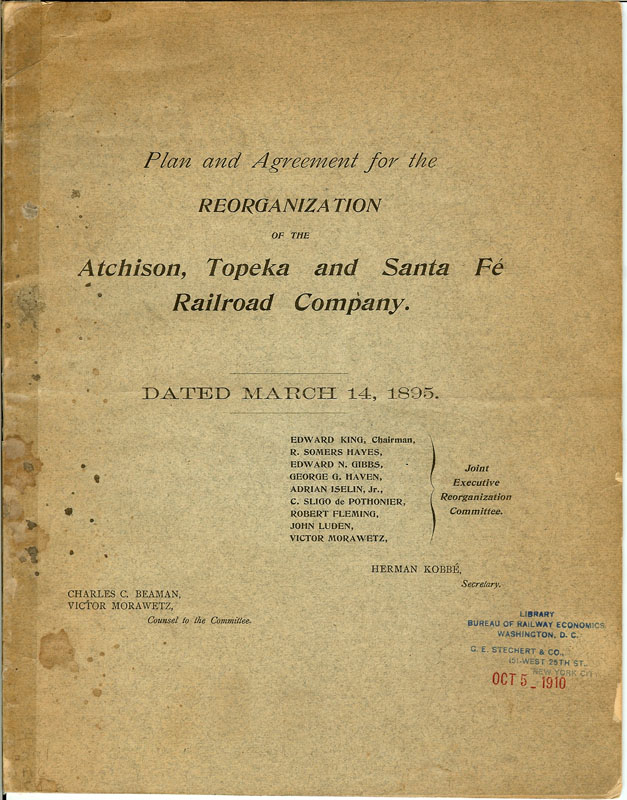 Plan and Agreement for the
REORGANIZATION
OF THE
Atchison, Topeka and Santa Fé
Railroad Company.
DATED MARCH 14, 1895.
EDWARD KING, Chairman,
R. SOMERS HAYES,
EDWARD N. GIBBS,
GEORGE G. HAVEN,
ADRIAN ISELIN, Jr.,
C. SLIGO de POTHONIER,
ROBERT FLEMING,
JOHN LUDEN,
VICTOR MORAWETZ,
Joint
Executive
Reorganization
Committee.
HERMAN KOBBÉ,
Secretary.
CHARLES C. BEAMAN,
VICTOR MORAWETZ,
Counsel to the Committee.
LIBRARY
BUREAU OF RAILWAY ECONOMICS
WASHINGTON, D. C.
G. E. STECHERT & CO.,
151-WEST 25TH ST.
NEW YORK CITY
OCT 5 - 1910